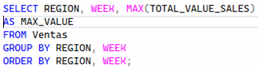 SELECT REGION, WEEK, MAX(TOTAL_VALUE_SALES)
AS MAX_VALUE
FROM Ventas
GROUP BY REGION, WEEK
ORDER BY REGION, WEEK;